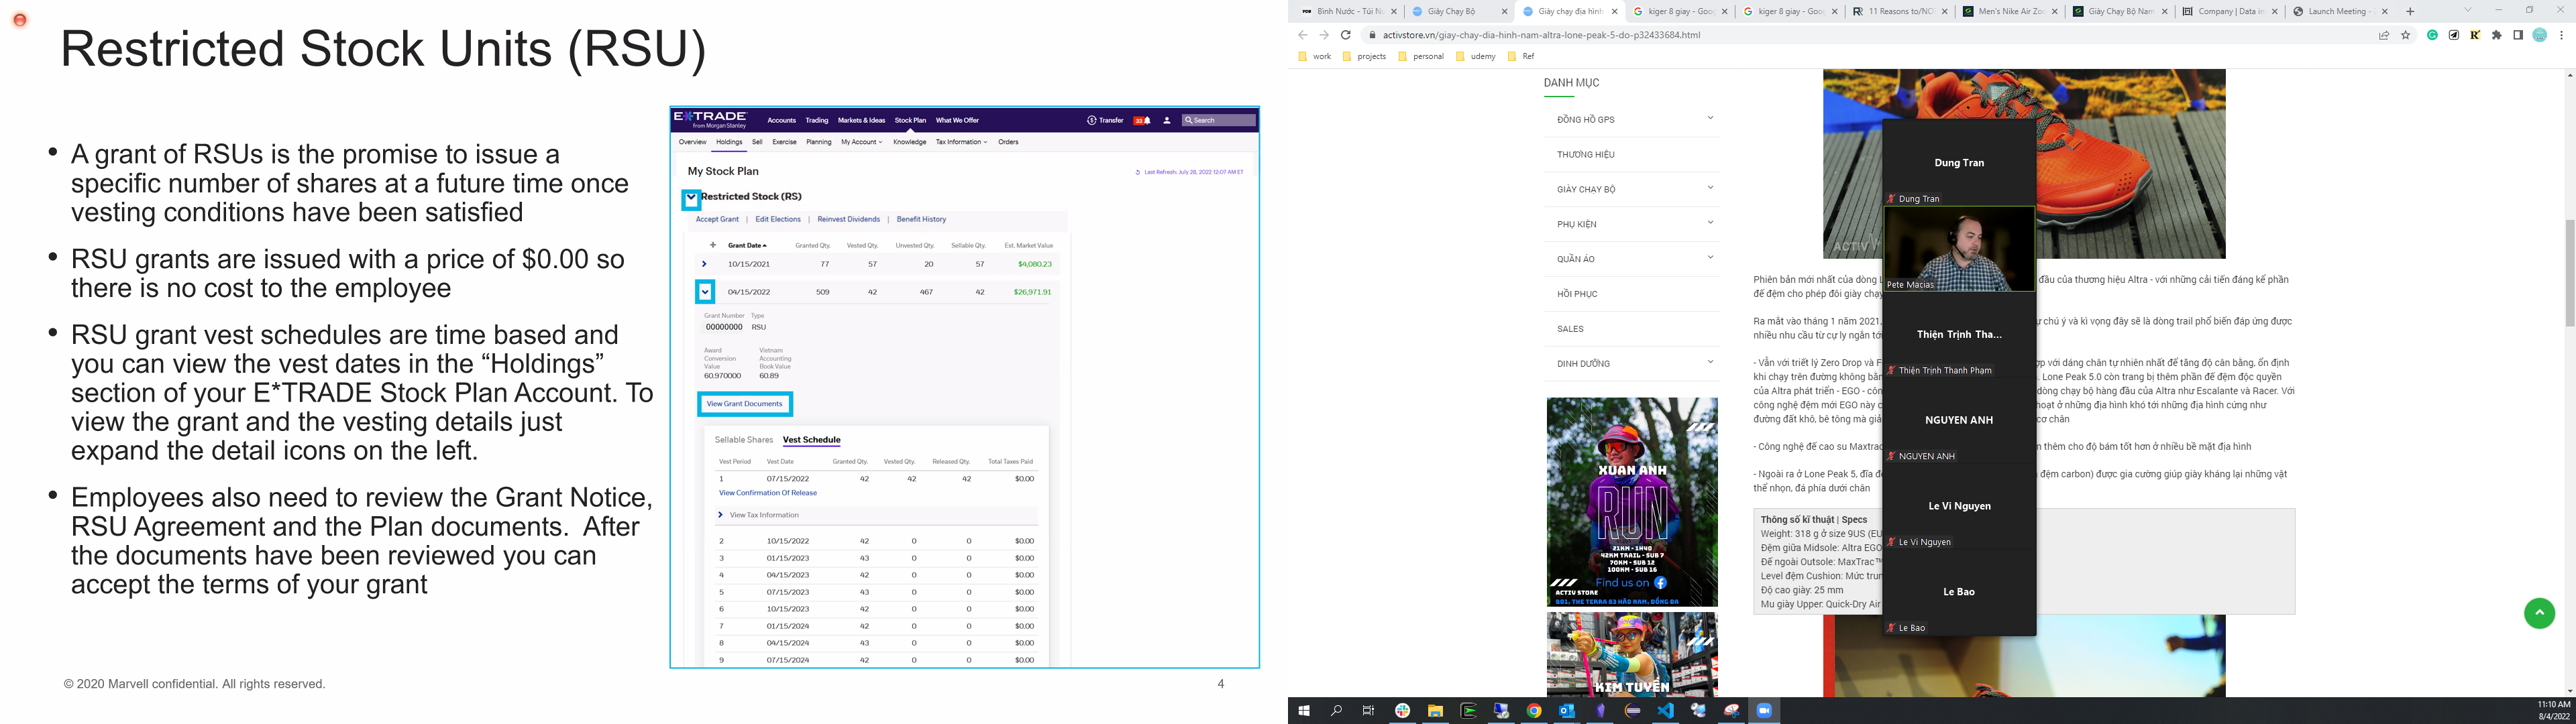 Restricted Stock Units (RSU)
• A grant of RSUs is the promise to issue a
specific number of shares at a future time once
vesting conditions have been satisfied
• RSU grants are issued with a price of $0.00 so
there is no cost to the employee
• RSU grant vest schedules are time based and
you can view the vest dates in the “Holdings”
section of your E*TRADE Stock Plan Account. To
view the grant and the vesting details just
expand the detail icons on the left.
• Employees also need to review the Grant Notice,
RSU Agreement and the Plan documents.  After
the documents have been reviewed you can
accept the terms of your grant
© 2020 Marvell confidential. All rights reserved.
4
E*TRADE
from Morgan Stanley
Accounts Trading Markets & Ideas Stock Plan What We Offer Transfer 33 Search
Overview Holdings Sell Exercise Planning My Account Knowledge Tax Information Orders
My Stock Plan
Last Refresh: July 28, 2022 12:07 AM ET
Restricted Stock (RS)
Accept Grant | Edit Elections | Reinvest Dividends | Benefit History
Grant Date Granted Qty. Vested Qty. Unvested Qty. Sellable Qty. Est. Market Value
10/15/2021 77 57 20 57 $4,080.23
04/15/2022 509 42 467 42 $26,971.91
Grant Number Type
00000000 RSU
Award Vietnam
Conversion Accounting
Value Book Value
60.970000 60.89
View Grant Documents
Sellable Shares Vest Schedule
Vest Period Vest Date Granted Qty. Vested Qty. Released Qty. Total Taxes Paid
1 07/15/2022 42 42 42 $0.00
View Confirmation Of Release
View Tax Information
2 10/15/2022 42 0 0 $0.00
3 01/15/2023 43 0 0 $0.00
4 04/15/2023 42 0 0 $0.00
5 07/15/2023 43 0 0 $0.00
6 10/15/2023 42 0 0 $0.00
7 01/15/2024 42 0 0 $0.00
8 04/15/2024 43 0 0 $0.00
9 07/15/2024 42 0 0 $0.00
Bình Nước - Túi N
Giày Chạy Bộ
Giày chạy địa hình
kiger 8 giay - Goo
kiger 8 giay - Goo
11 Reasons to/NO
Men's Nike Air Zoo
Giày Chạy Bộ Nam
Company | Data in
Launch Meeting -
activstore.vn/giay-chay-dia-hinh-nam-altra-lone-peak-5-do-p32433684.html
work projects personal udemy Ref
DANH MỤC
ĐỒNG HỒ GPS
THƯƠNG HIỆU
GIÀY CHẠY BỘ
PHỤ KIỆN
QUẦN ÁO
HỒI PHỤC
SALES
DINH DƯỠNG
XUAN ANH
RUN
21KM - 1H40
42KM TRAIL - SUB 7
70KM - SUB 12
100KM - SUB 16
Find us on
ACTIV STORE
B01, THE TERRA 83 HÀO NAM, ĐỐNG ĐA
KIM TUYẾN
ACTIV
Phiên bản mới nhất của dòng đầu của thương hiệu Altra - với những cải tiến đáng kể phần
đế đệm cho phép đôi giày chạy
Ra mắt vào tháng 1 năm 2021, chú ý và kì vọng đây sẽ là dòng trail phổ biến đáp ứng được
nhiều nhu cầu từ cự ly ngắn tới
- Vẫn với triết lý Zero Drop và với dáng chân tự nhiên nhất để tăng độ cân bằng, ổn định
khi chạy trên đường không Lone Peak 5.0 còn trang bị thêm phần đế đệm độc quyền
của Altra phát triển - EGO - dòng chạy bộ hàng đầu của Altra như Escalante và Racer. Với
công nghệ đệm mới EGO này ở những địa hình khó tới những địa hình cứng như
đường đất khô, bê tông mà cơ chân
- Công nghệ đế cao su Maxtrac thêm cho độ bám tốt hơn ở nhiều bề mặt địa hình
- Ngoài ra ở Lone Peak 5, đĩa đệm carbon) được gia cường giúp giày kháng lại những vật
thể nhọn, đá phía dưới chân
Thông số kĩ thuật | Specs
Weight: 318 g ở size 9US (EU
Đệm giữa Midsole: Altra EGO
Đế ngoài Outsole: MaxTrac™
Level đệm Cushion: Mức
Độ cao giày: 25 mm
Mu giày Upper: Quick-Dry Air
Dung Tran
Dung Tran
Pete Macias
Thiện Trịnh Tha...
Thiện Trịnh Thanh Phạm
NGUYEN ANH
NGUYEN ANH
Le Vi Nguyen
Le Vi Nguyen
Le Bao
Le Bao
11:10 AM
8/4/2022